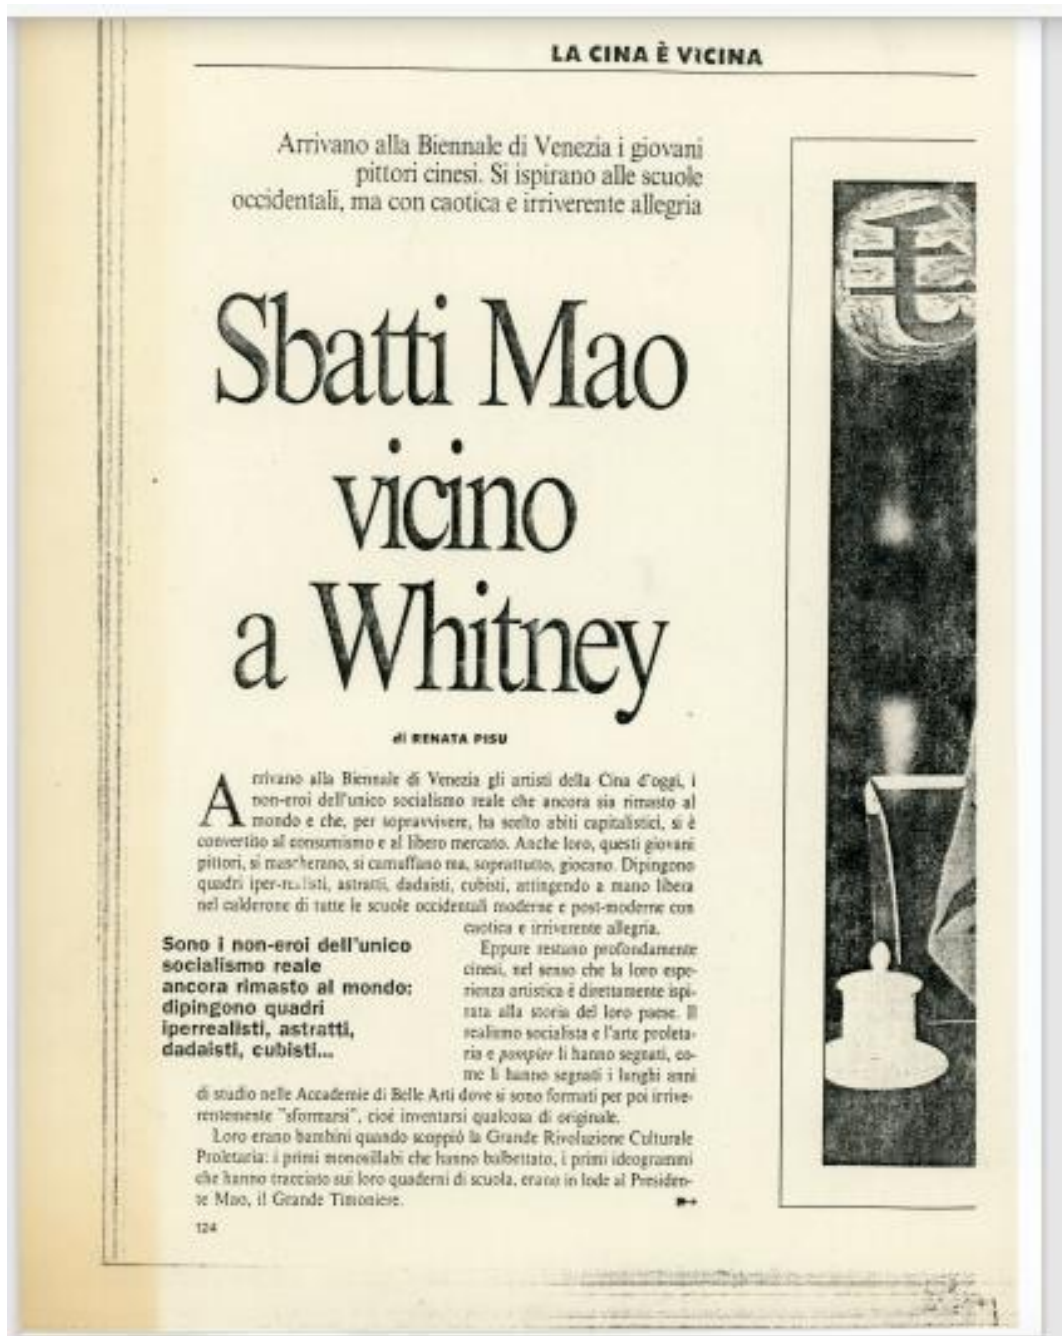 LA CINA È VICINA
Arrivano alla Biennale di Venezia i giovani
pittori cinesi. Si ispirano alle scuole
occidentali, ma con caotica e irriverente allegria
毛
Sbatti Mao
vicino
a Whitney
di RENATA PISU
Arrivano alla Biennale di Venezia gli artisti della Cina d'oggi, i
non-eroi dell'unico socialismo reale che ancora sia rimasto al
mondo e che, per sopravvivere, ha scelto abiti capitalistici, si è
convertito al consumismo e al libero mercato. Anche loro, questi giovani
pittori, si mascherano, si camuffano ma, soprattutto, giocano. Dipingono
quadri iper-realisti, astratti, dadaisti, cubisti, attingendo a mano libera
nel calderone di tutte le scuole occidentali moderne e post-moderne con
caotica e irriverente allegria.
Eppure restano profondamente
cinesi, nel senso che la loro espe-
rienza artistica è direttamente ispi-
rata alla storia del loro paese. Il
realismo socialista e l'arte proleta-
ria e pompier li hanno segnati, co-
me li hanno segnati i lunghi anni
di studio nelle Accademie di Belle Arti dove si sono formati per poi irrive-
rentemente "sformarsi", cioè inventarsi qualcosa di originale.
Loro erano bambini quando scoppiò la Grande Rivoluzione Culturale
Proletaria: i primi monosillabi che hanno balbettato, i primi ideogrammi
che hanno tracciato sui loro quaderni di scuola, erano in lode al Presiden-
te Mao, il Grande Timoniere.
Sono i non-eroi dell'unico
socialismo reale
ancora rimasto al mondo:
dipingono quadri
iperrealisti, astratti,
dadaisti, cubisti...
124